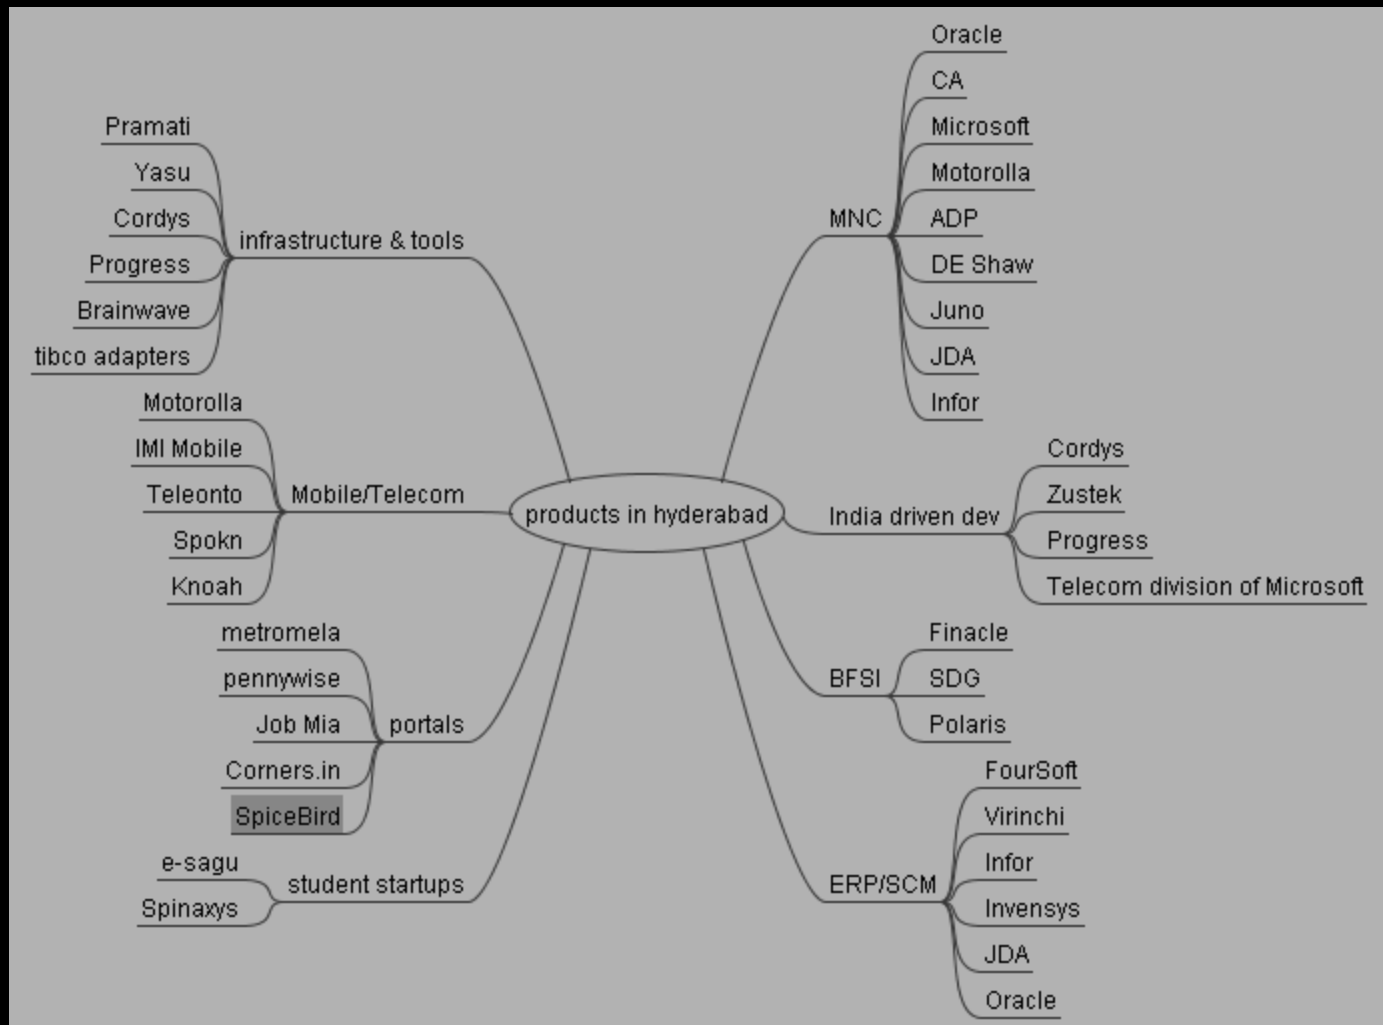 products in hyderabad
infrastructure & tools
Pramati
Yasu
Cordys
Progress
Brainwave
tibco adapters
Mobile/Telecom
Motorolla
IMI Mobile
Teleonto
Spokn
Knoah
portals
metromela
pennywise
Job Mia
Corners.in
SpiceBird
student startups
e-sagu
Spinaxys
MNC
Oracle
CA
Microsoft
Motorolla
ADP
DE Shaw
Juno
JDA
Infor
India driven dev
Cordys
Zustek
Progress
Telecom division of Microsoft
BFSI
Finacle
SDG
Polaris
ERP/SCM
FourSoft
Virinchi
Infor
Invensys
JDA
Oracle